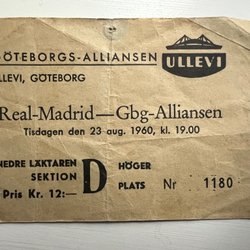 GÖTEBORGS-ALLIANSEN
ULLEVI
ULLEVI, GÖTEBORG
Real-Madrid—Gbg-Alliansen
Tisdagen den 23 aug. 1960, kl. 19.00
NEDRE LÄKTAREN
SEKTION D
HÖGER
Pris Kr. 12:—
PLATS Nr 1180